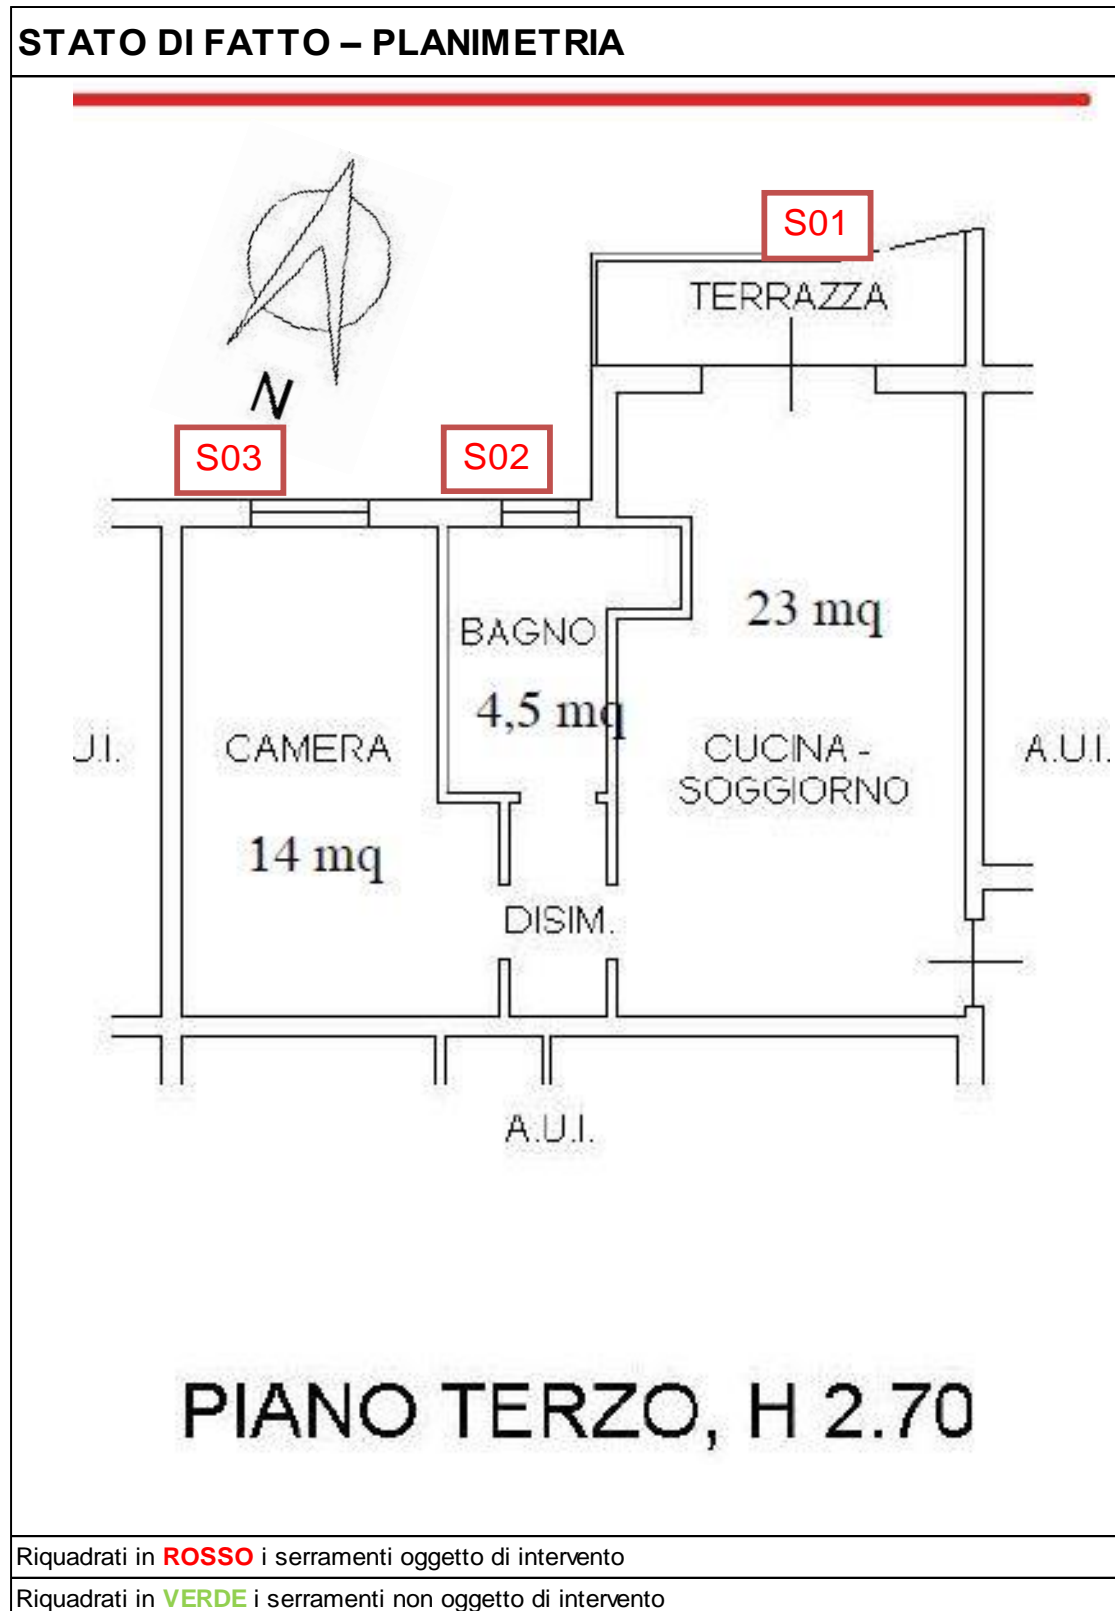 STATO DI FATTO – PLANIMETRIA
S01
TERRAZZA
N
S03
S02
23 mq
BAGNO
4,5 mq
U.I.
CAMERA
CUCINA -
SOGGIORNO
A.U.I.
14 mq
DISIM.
A.U.I.
PIANO TERZO, H 2.70
Riquadrati in ROSSO i serramenti oggetto di intervento
Riquadrati in VERDE i serramenti non oggetto di intervento